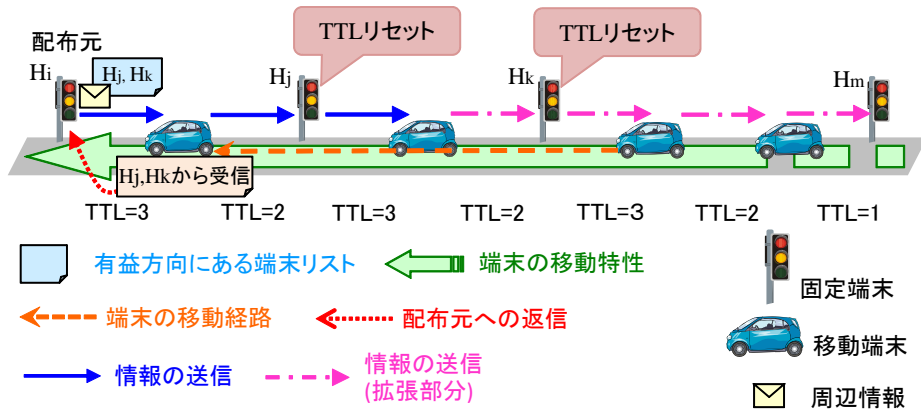 TTLリセット
TTLリセット
配布元
Hi
Hj, Hk
Hj
Hk
Hm
Hj,Hkから受信
TTL=3
TTL=2
TTL=3
TTL=2
TTL=3
TTL=2
TTL=1
有益方向にある端末リスト
端末の移動特性
固定端末
端末の移動経路
配布元への返信
移動端末
情報の送信
情報の送信
(拡張部分)
周辺情報